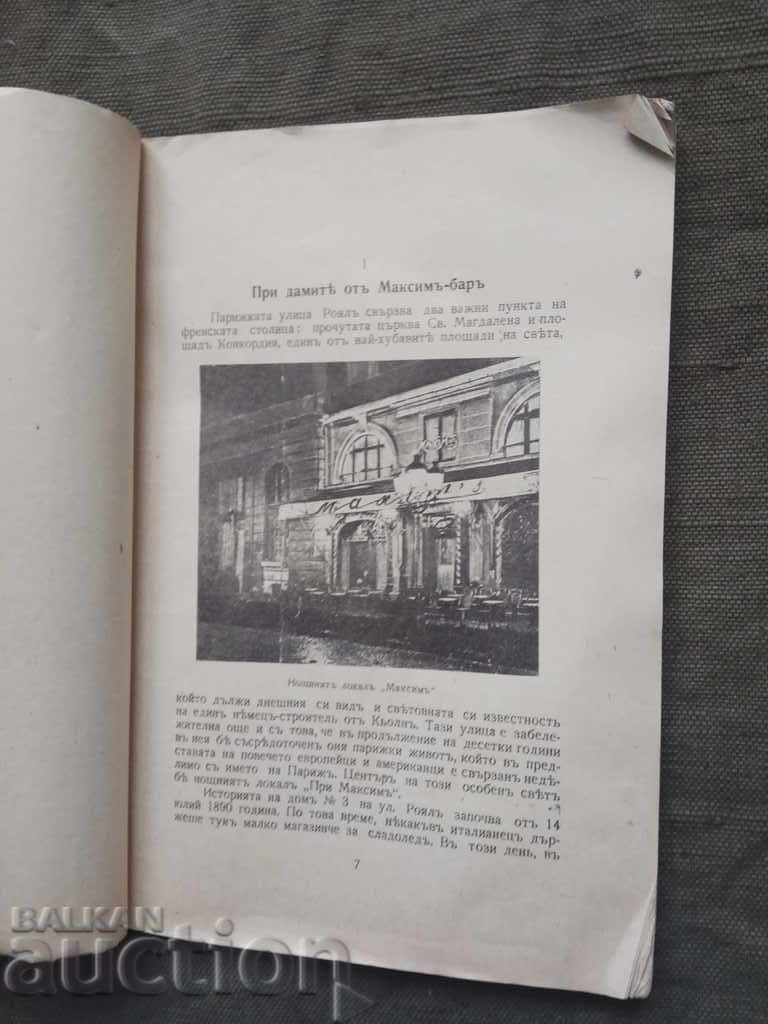 I
При дамитѣ отъ Максимъ-баръ
Парижката улица Роялъ свързва два важни пункта на
френската столица: прочутата църква Св. Магдалена и пло-
щадъ Конкордия, единъ отъ най-хубавитѣ площади на свѣта,
Maxim's
Нощниятъ локалъ „Максимъ“
който дължи днешния си видъ и свѣтовната си известность
на единъ нѣмецъ-строитель отъ Кьолнъ. Тази улица е забеле-
жителна още и съ това, че въ продължение на десетки години
въ нея бѣ съсрѣдоточенъ оня парижки животъ, който въ пред-
ставата на повечето европейци и американци е свързанъ недѣ-
лимо съ името на Парижъ. Центъръ на този особенъ свѣтъ
бѣ нощниятъ локалъ „При Максимъ“.
Историята на домъ № 3 на ул. Роялъ започва отъ 14
юлий 1890 година. По това време, нѣкакъвъ италианецъ дър-
жеше тукъ малко магазинче за сладоледъ. Въ този день, въ
7
BALKAN
auction